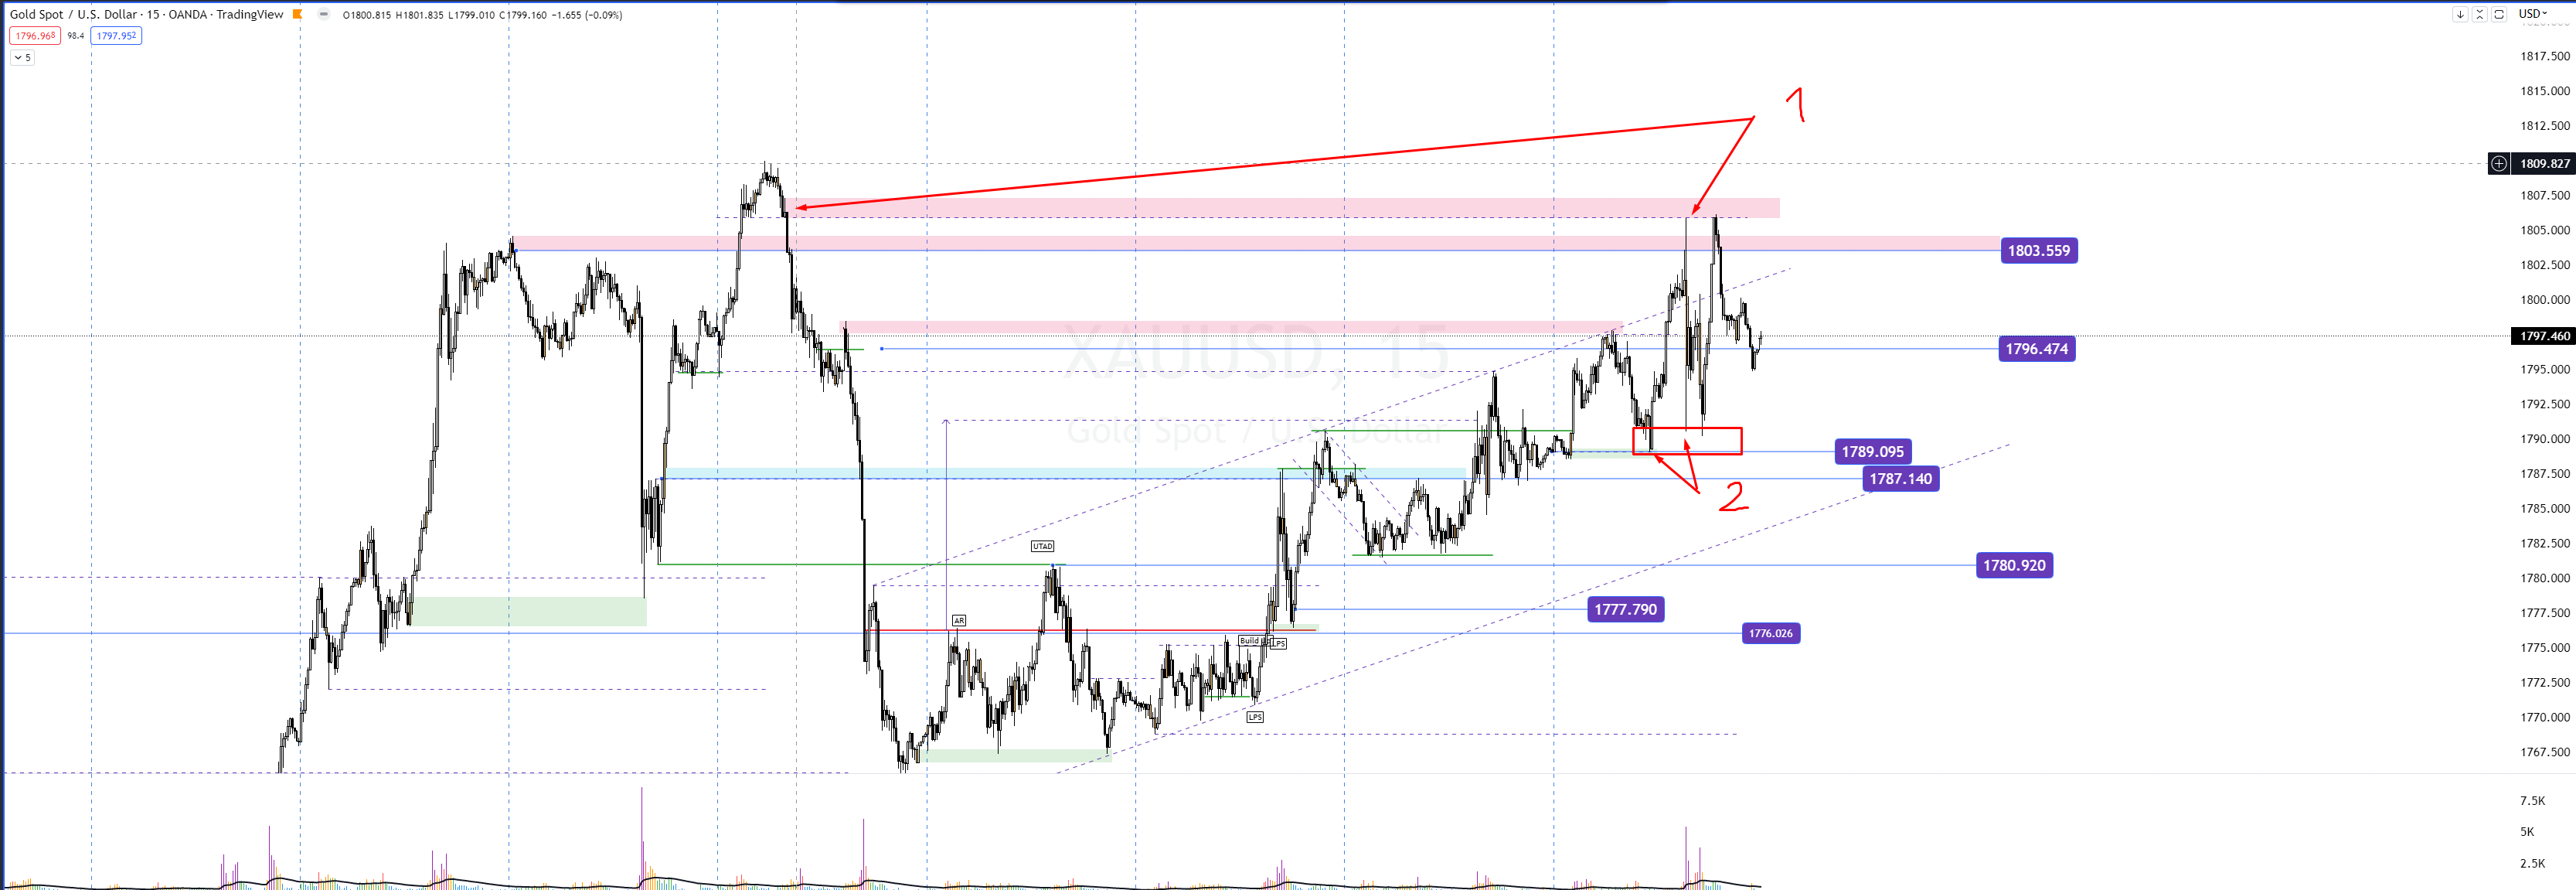 Gold Spot / U.S. Dollar · 15 · OANDA · TradingView O1800.815 H1801.835 L1799.010 C1799.160 −1.655 (−0.09%)
USD
1796.968 98.4 1797.952
5
1817.500
1815.000
1
1812.500
1809.827
1807.500
1805.000
1803.559
1802.500
1800.000
1797.460
XAUUSD, 15
1796.474
1795.000
1792.500
Gold Spot / U.S. Dollar
1790.000
1789.095
1787.500
1787.140
2
1785.000
1782.500
UTAD
1780.920
1780.000
1777.790
1777.500
AR
1776.026
Build
LPS
1775.000
1772.500
LPS
1770.000
1767.500
7.5K
5K
2.5K